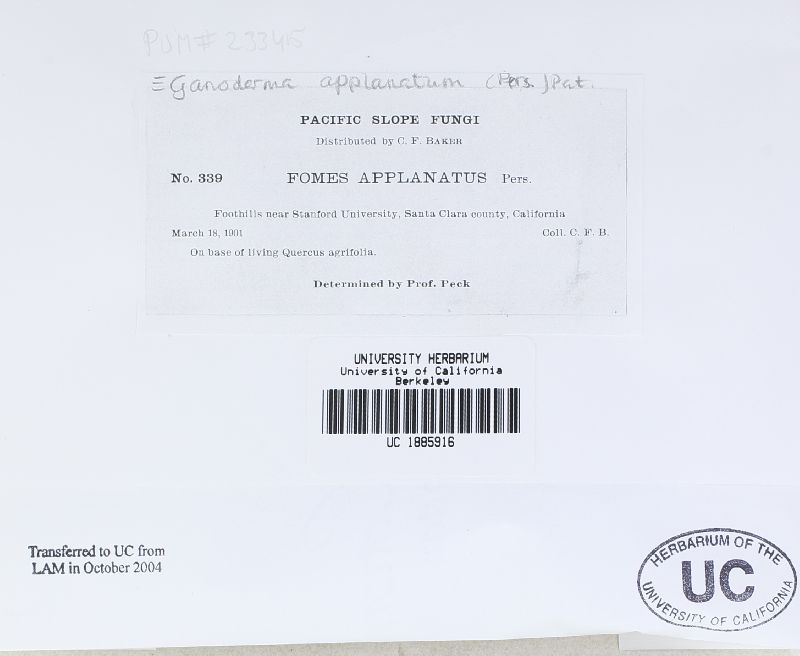 PUM# 233415
≡ Ganoderma applanatum (Pers.) Pat.
PACIFIC SLOPE FUNGI
Distributed by C. F. BAKER
No. 339 FOMES APPLANATUS Pers.
Foothills near Stanford University, Santa Clara county, California
March 18, 1901 Coll. C. F. B.
On base of living Quercus agrifolia.
Determined by Prof. Peck
UNIVERSITY HERBARIUM
University of California
Berkeley
UC 1885916
Transferred to UC from
LAM in October 2004
HERBARIUM OF THE
UC
UNIVERSITY OF CALIFORNIA